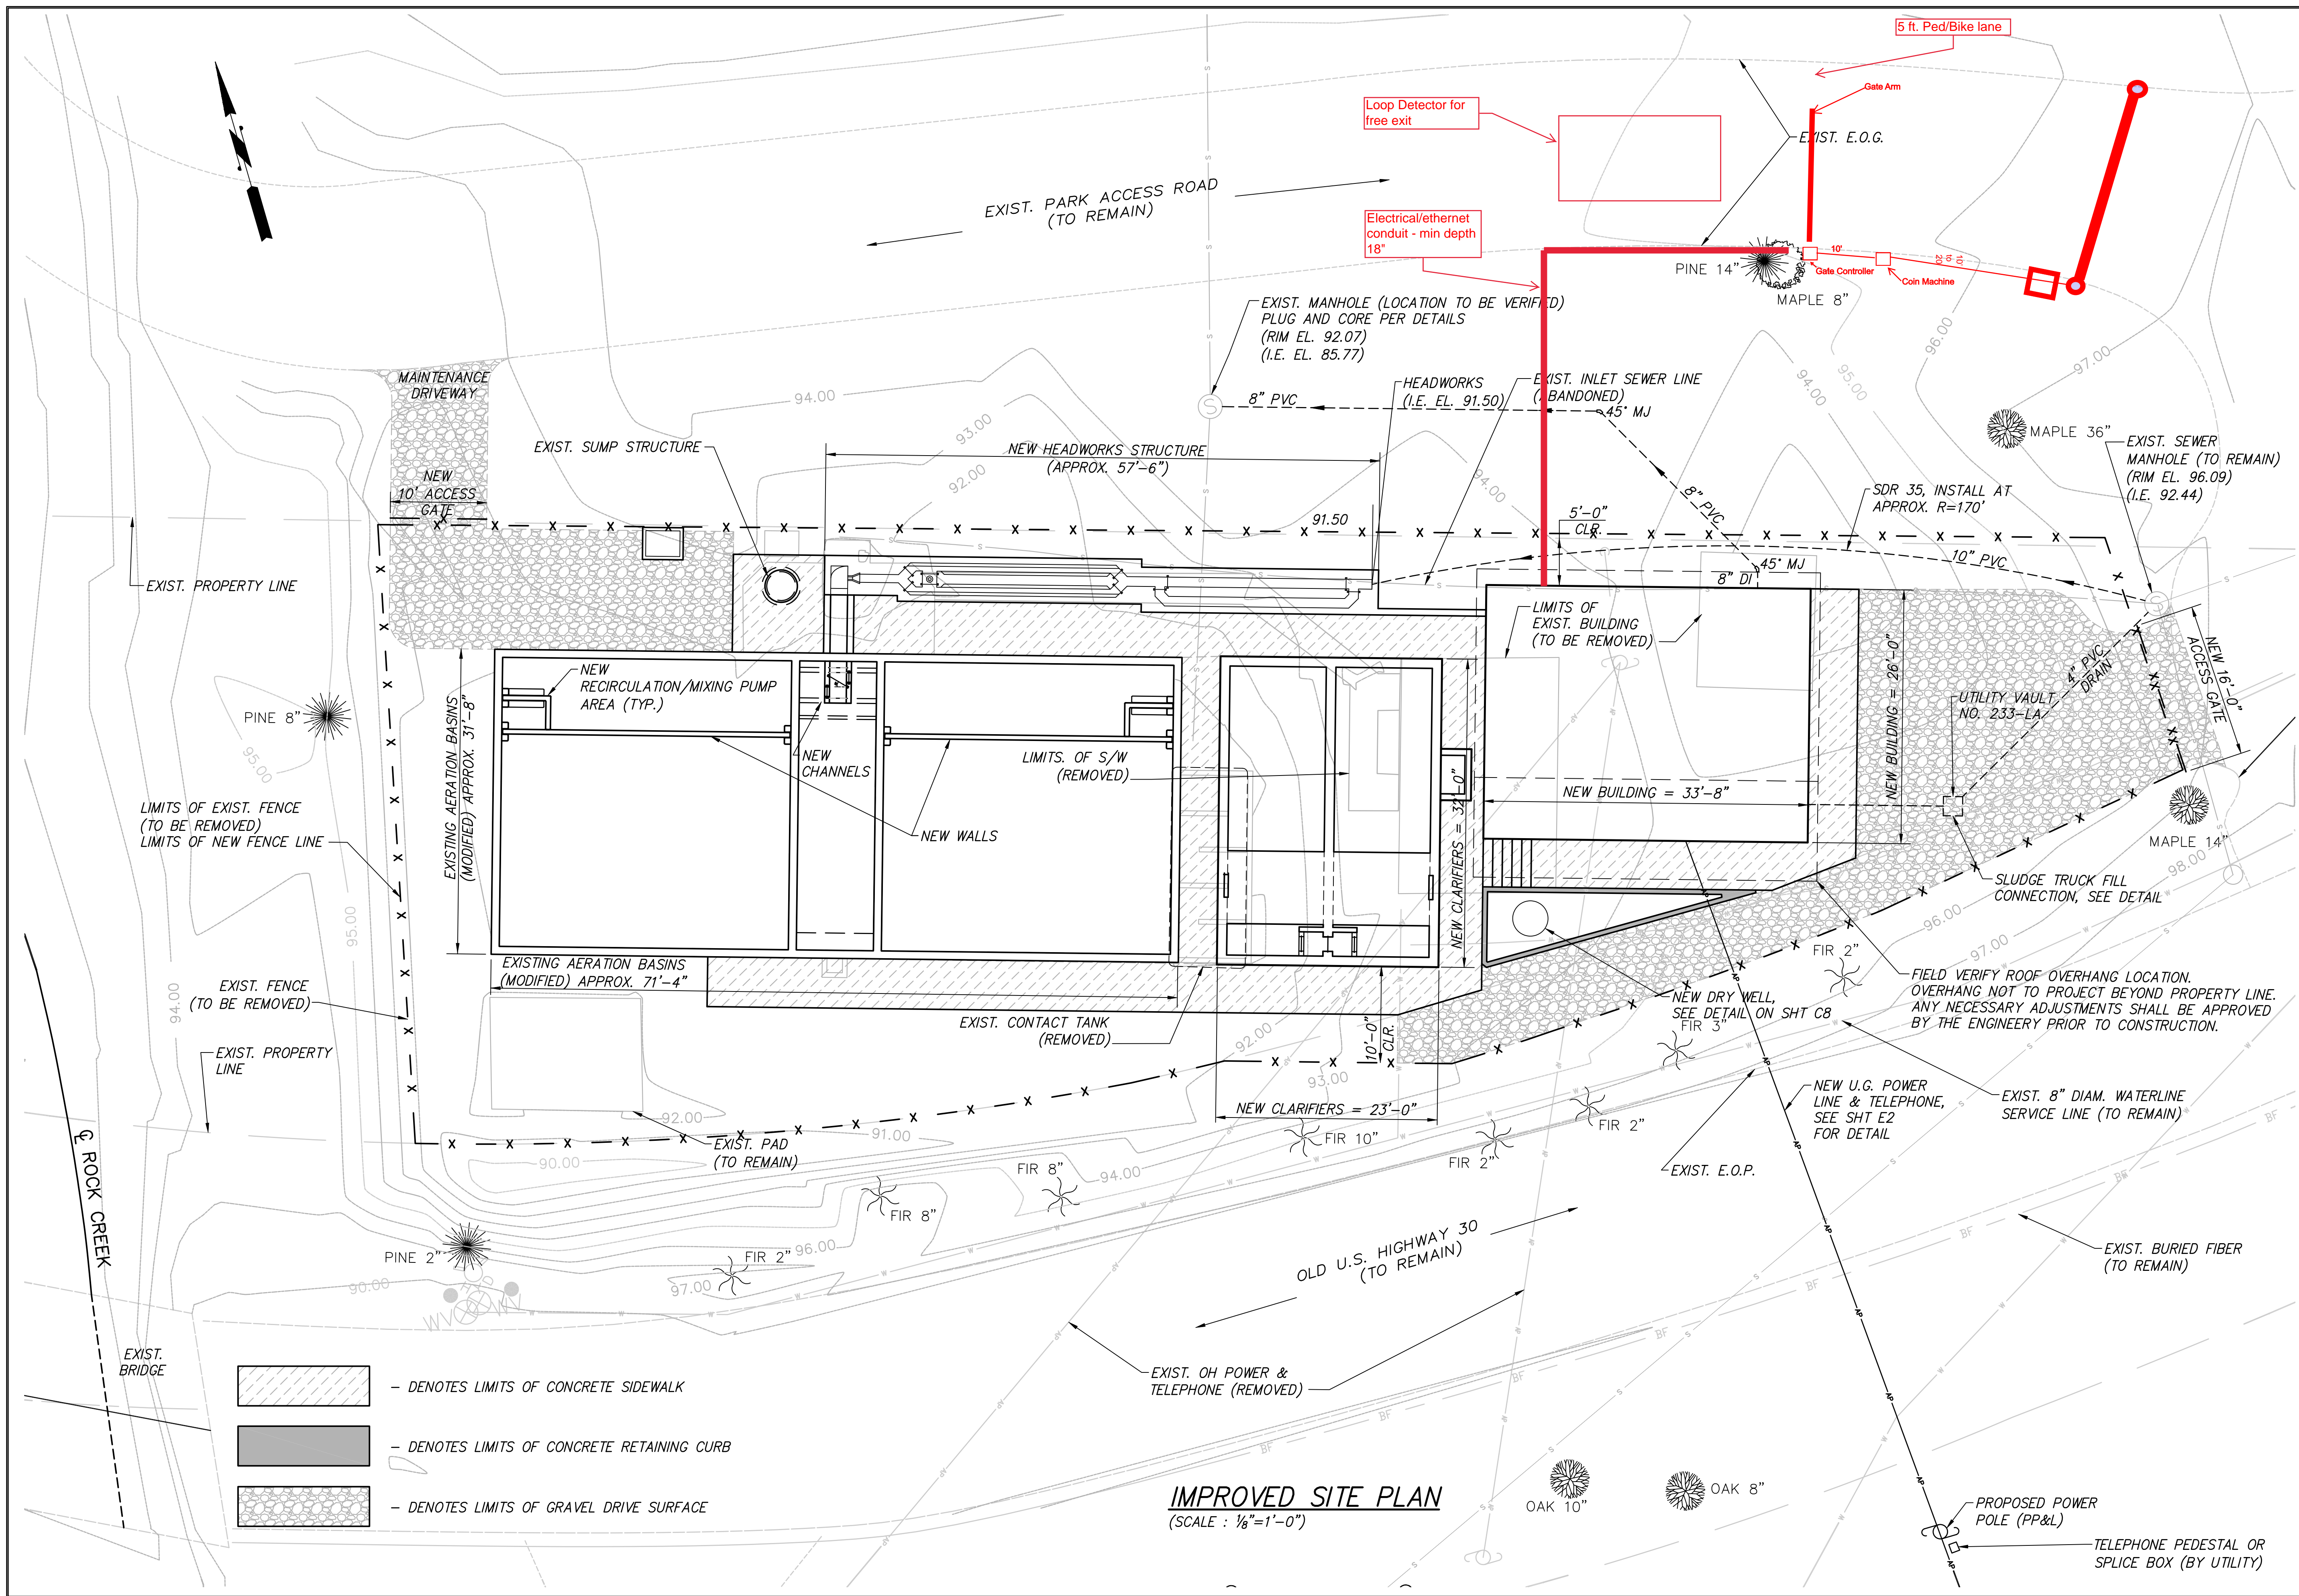 5 ft. Ped/Bike lane
Gate Arm
Loop Detector for
free exit
EXIST. E.O.G.
EXIST. PARK ACCESS ROAD
(TO REMAIN)
Electrical/ethernet
conduit - min depth
18"
10'
10'
to
20'
PINE 14"
Gate Controller
Coin Machine
MAPLE 8"
EXIST. MANHOLE (LOCATION TO BE VERIFIED)
PLUG AND CORE PER DETAILS
(RIM EL. 92.07)
(I.E. EL. 85.77)
96.00
97.00
94.00
95.00
MAINTENANCE
DRIVEWAY
94.00
8" PVC
HEADWORKS
(I.E. EL. 91.50)
EXIST. INLET SEWER LINE
(ABANDONED)
45° MJ
MAPLE 36"
EXIST. SEWER
MANHOLE (TO REMAIN)
(RIM EL. 96.09)
(I.E. 92.44)
EXIST. SUMP STRUCTURE
93.00
92.00
NEW HEADWORKS STRUCTURE
(APPROX. 57'-6")
94.00
8" PVC
SDR 35, INSTALL AT
APPROX. R=170'
NEW
10' ACCESS
GATE
91.50
5'-0"
CLR.
10" PVC
45° MJ
8" DI
EXIST. PROPERTY LINE
LIMITS OF
EXIST. BUILDING
(TO BE REMOVED)
NEW 16'-0"
ACCESS GATE
4" PVC
DRAIN
NEW BUILDING = 26'-0"
UTILITY VAULT
NO. 233-LA
NEW
RECIRCULATION/MIXING PUMP
AREA (TYP.)
PINE 8"
95.00
EXISTING AERATION BASINS
(MODIFIED) APPROX. 31'-8"
NEW
CHANNELS
LIMITS. OF S/W
(REMOVED)
NEW CLARIFIERS = 32'-0"
NEW BUILDING = 33'-8"
LIMITS OF EXIST. FENCE
(TO BE REMOVED)
LIMITS OF NEW FENCE LINE
NEW WALLS
MAPLE 14"
98.00
SLUDGE TRUCK FILL
CONNECTION, SEE DETAIL
96.00
97.00
95.00
94.00
EXISTING AERATION BASINS
(MODIFIED) APPROX. 71'-4"
FIR 2"
EXIST. FENCE
(TO BE REMOVED)
FIELD VERIFY ROOF OVERHANG LOCATION.
OVERHANG NOT TO PROJECT BEYOND PROPERTY LINE.
ANY NECESSARY ADJUSTMENTS SHALL BE APPROVED
BY THE ENGINEERY PRIOR TO CONSTRUCTION.
NEW DRY WELL,
SEE DETAIL ON SHT C8
EXIST. CONTACT TANK
(REMOVED)
10'-0"
CLR.
92.00
FIR 3"
EXIST. PROPERTY
LINE
93.00
92.00
91.00
90.00
NEW CLARIFIERS = 23'-0"
NEW U.G. POWER
LINE & TELEPHONE,
SEE SHT E2
FOR DETAIL
EXIST. 8" DIAM. WATERLINE
SERVICE LINE (TO REMAIN)
FIR 2"
FIR 10"
EXIST. PAD
(TO REMAIN)
FIR 8"
94.00
FIR 2"
EXIST. E.O.P.
℄ ROCK CREEK
FIR 8"
PINE 2"
FIR 2"
96.00
97.00
90.00
WV
WV
OLD U.S. HIGHWAY 30
(TO REMAIN)
EXIST. BURIED FIBER
(TO REMAIN)
EXIST.
BRIDGE
EXIST. OH POWER &
TELEPHONE (REMOVED)
- DENOTES LIMITS OF CONCRETE SIDEWALK
- DENOTES LIMITS OF CONCRETE RETAINING CURB
- DENOTES LIMITS OF GRAVEL DRIVE SURFACE
IMPROVED SITE PLAN
(SCALE : 1/8"=1'-0")
OAK 10"
OAK 8"
PROPOSED POWER
POLE (PP&L)
TELEPHONE PEDESTAL OR
SPLICE BOX (BY UTILITY)